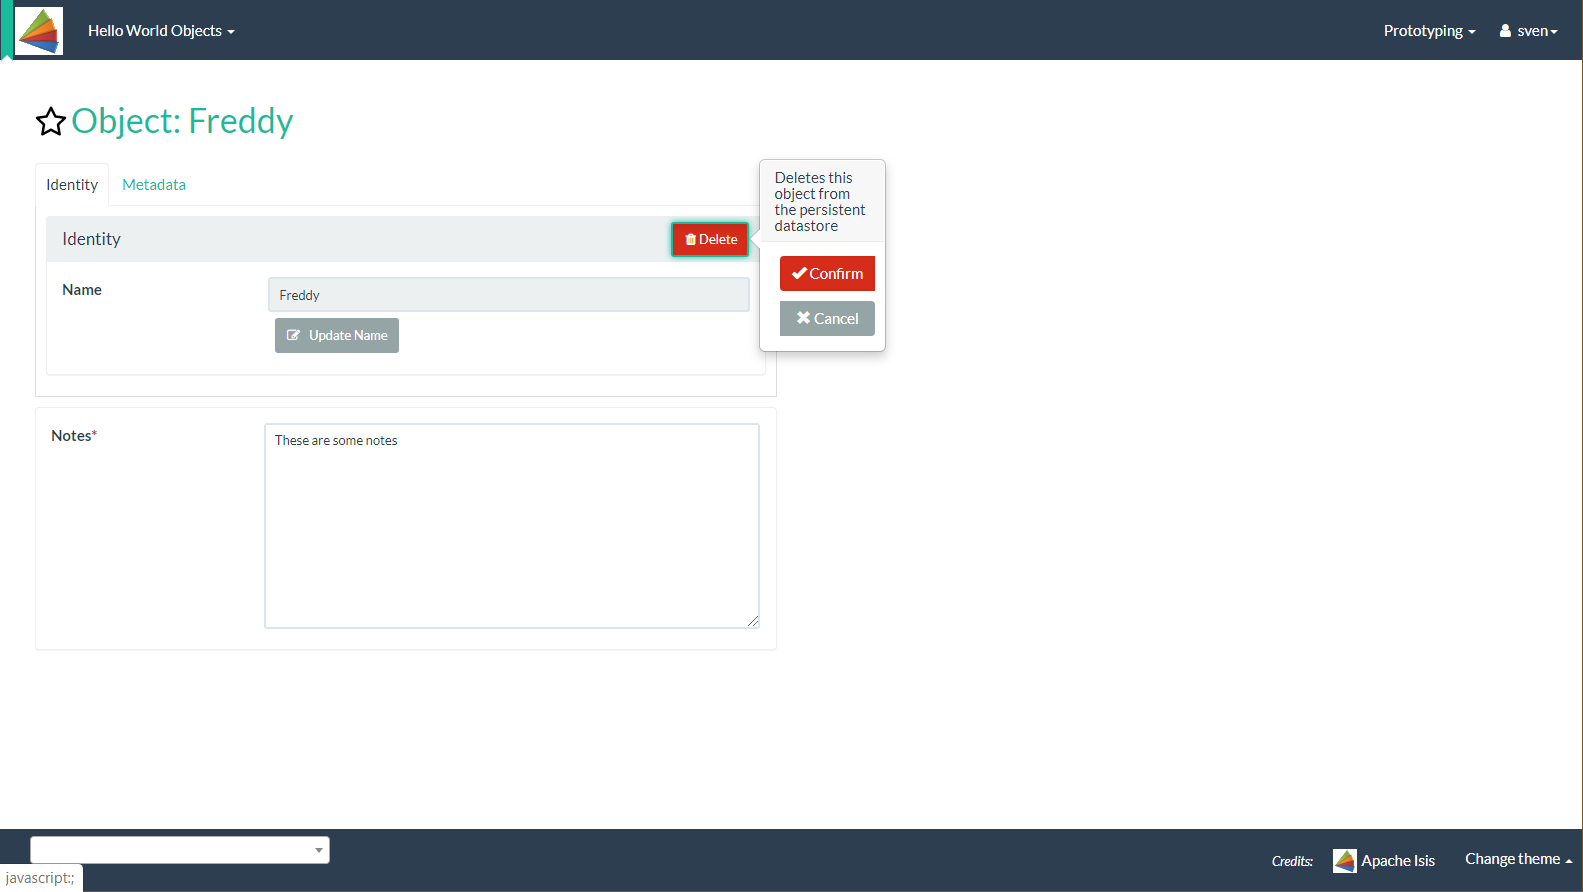 Hello World Objects
Prototyping
sven
Object: Freddy
Identity
Metadata
Deletes this
object from
the persistent
datastore
Identity
Delete
Confirm
Cancel
Name
Freddy
Update Name
Notes*
These are some notes
Credits:
Apache Isis
Change theme
javascript:;